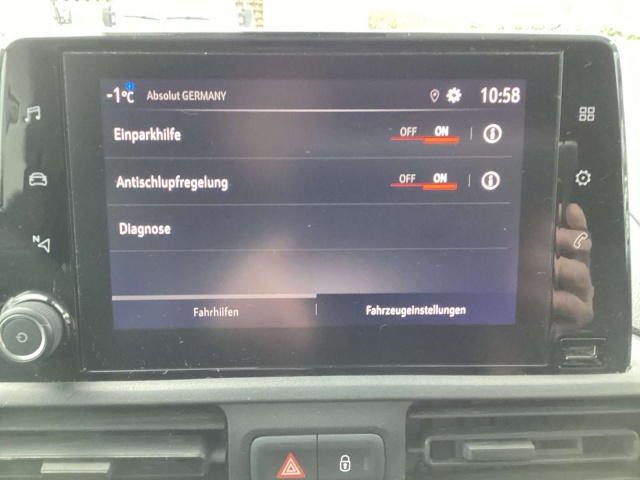 -1°C Absolut GERMANY 10:58
Einparkhilfe OFF ON
Antischlupfregelung OFF ON
Diagnose
Fahrhilfen Fahrzeugeinstellungen
N